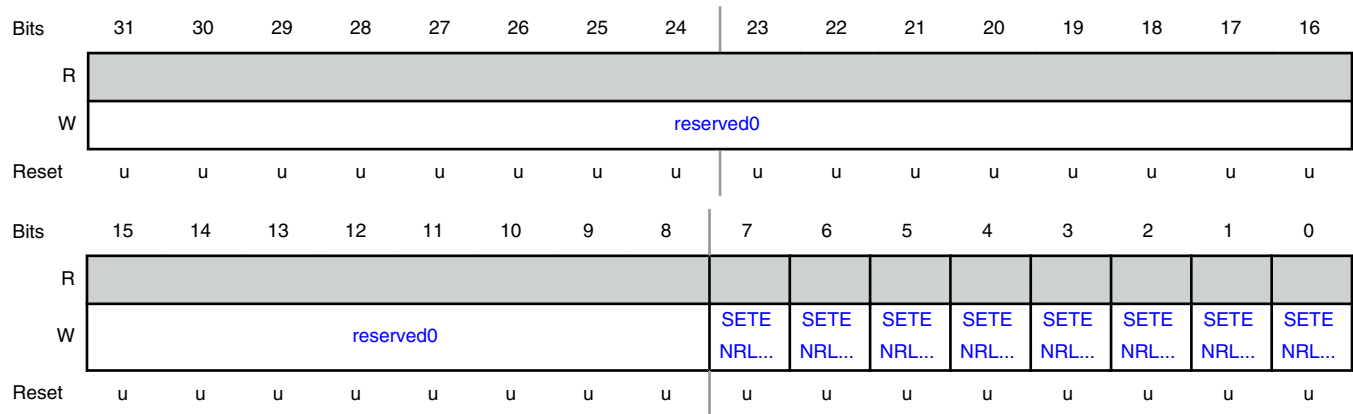 Bits 31 30 29 28 27 26 25 24 23 22 21 20 19 18 17 16
R
W reserved0
Reset u u u u u u u u u u u u u u u u
Bits 15 14 13 12 11 10 9 8 7 6 5 4 3 2 1 0
R
W reserved0 SETE NRL... SETE NRL... SETE NRL... SETE NRL... SETE NRL... SETE NRL... SETE NRL... SETE NRL...
Reset u u u u u u u u u u u u u u u u